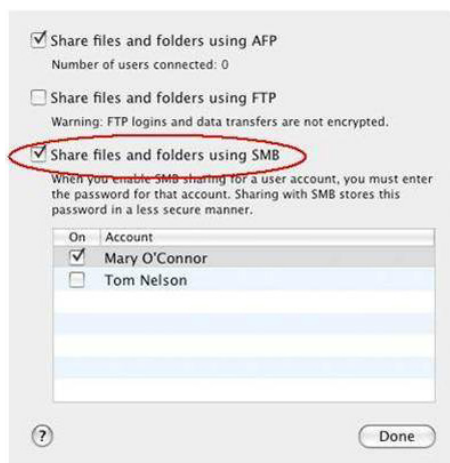 Share files and folders using AFP
Number of users connected: 0
Share files and folders using FTP
Warning: FTP logins and data transfers are not encrypted.
Share files and folders using SMB
When you enable SMB sharing for a user account, you must enter
the password for that account. Sharing with SMB stores this
password in a less secure manner.
On Account
Mary O'Connor
Tom Nelson
? Done